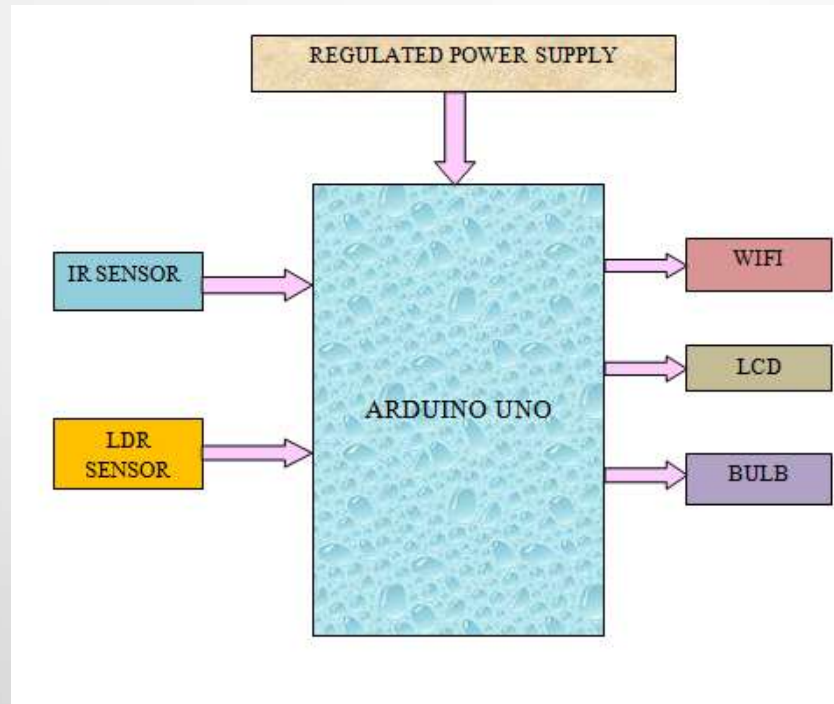 REGULATED POWER SUPPLY
IR SENSOR
LDR
SENSOR
ARDUINO UNO
WIFI
LCD
BULB